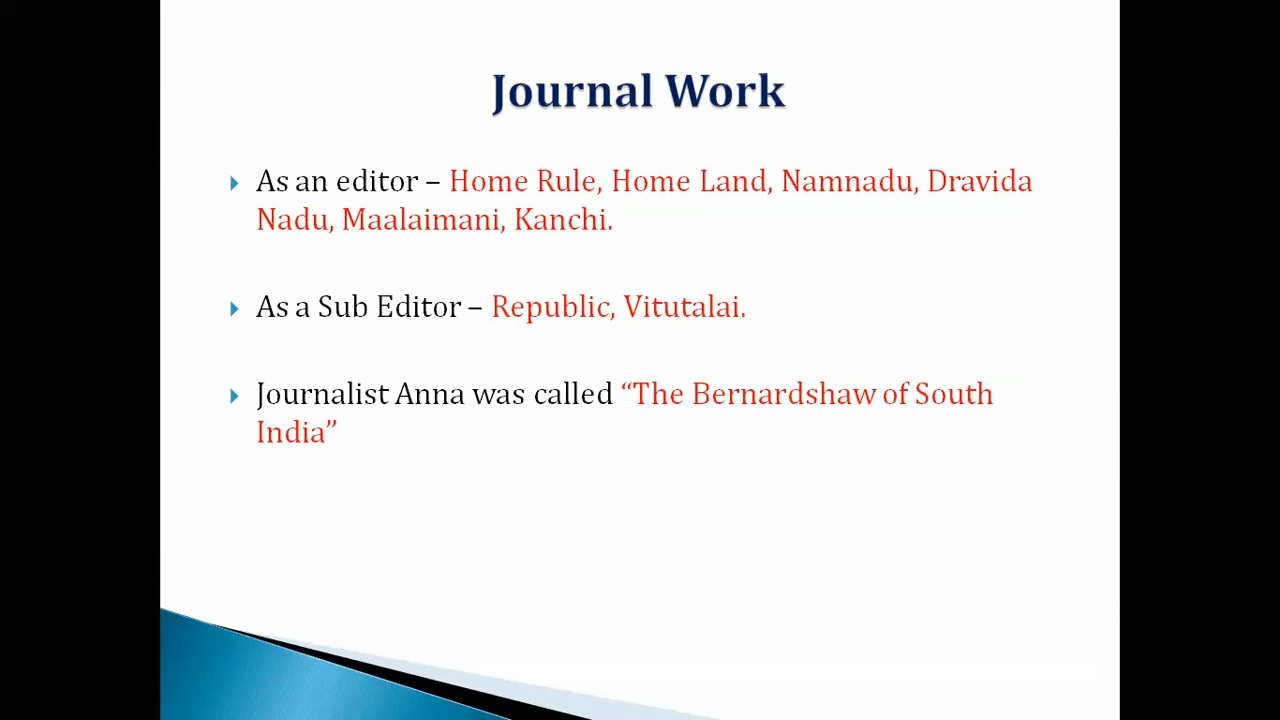 Journal Work
As an editor – Home Rule, Home Land, Namnadu, Dravida
Nadu, Maalaimani, Kanchi.
As a Sub Editor – Republic, Vitutalai.
Journalist Anna was called “The Bernardshaw of South
India”